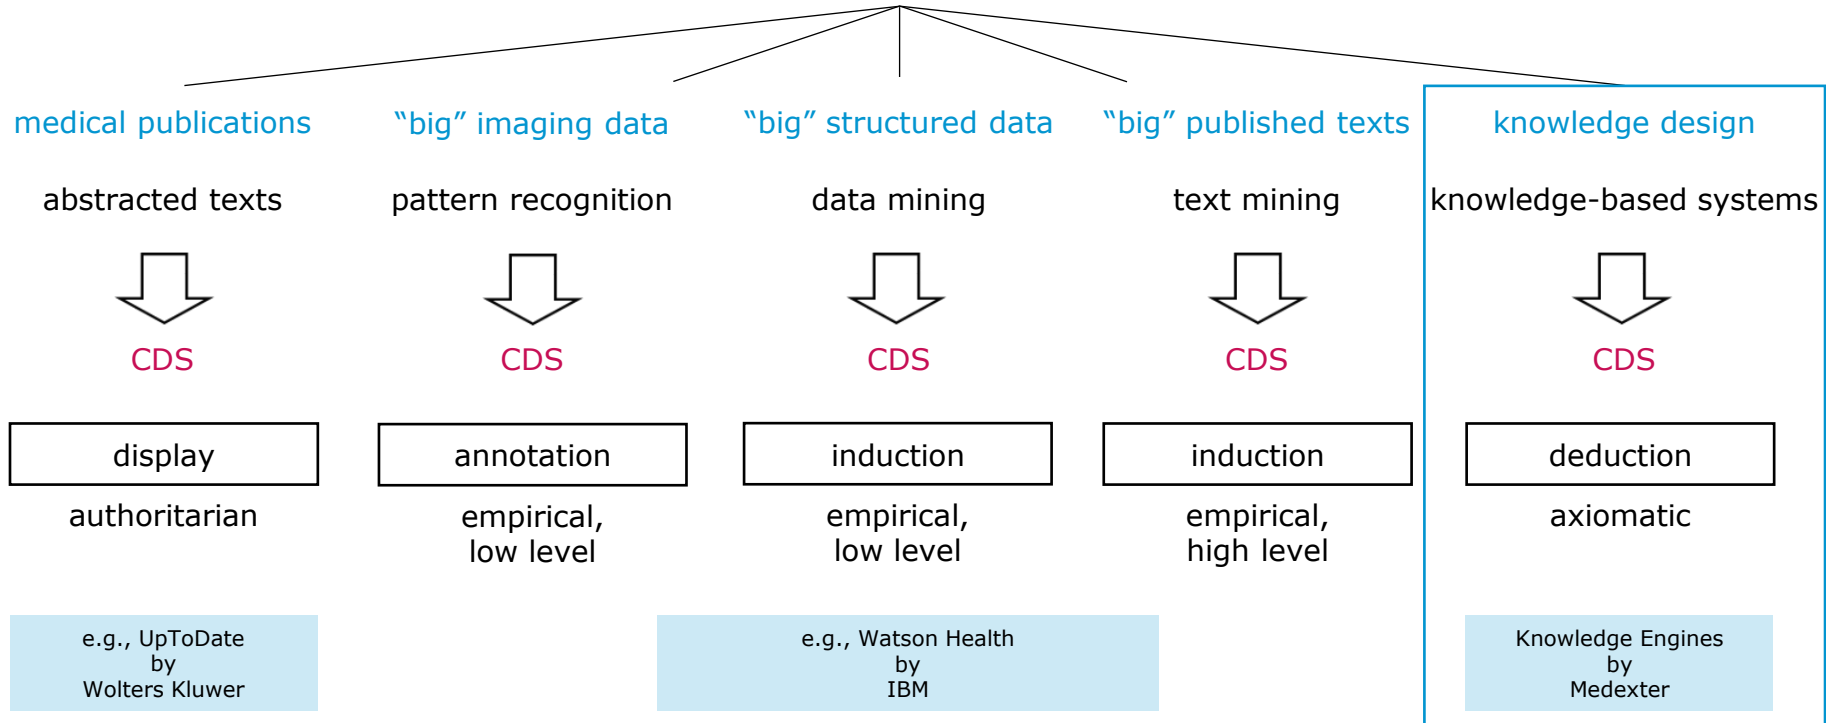 medical publications
“big” imaging data
“big” structured data
“big” published texts
knowledge design
abstracted texts
pattern recognition
data mining
text mining
knowledge-based systems
CDS
CDS
CDS
CDS
CDS
display
annotation
induction
induction
deduction
authoritarian
empirical,
low level
empirical,
low level
empirical,
high level
axiomatic
e.g., UpToDate
by
Wolters Kluwer
e.g., Watson Health
by
IBM
Knowledge Engines
by
Medexter